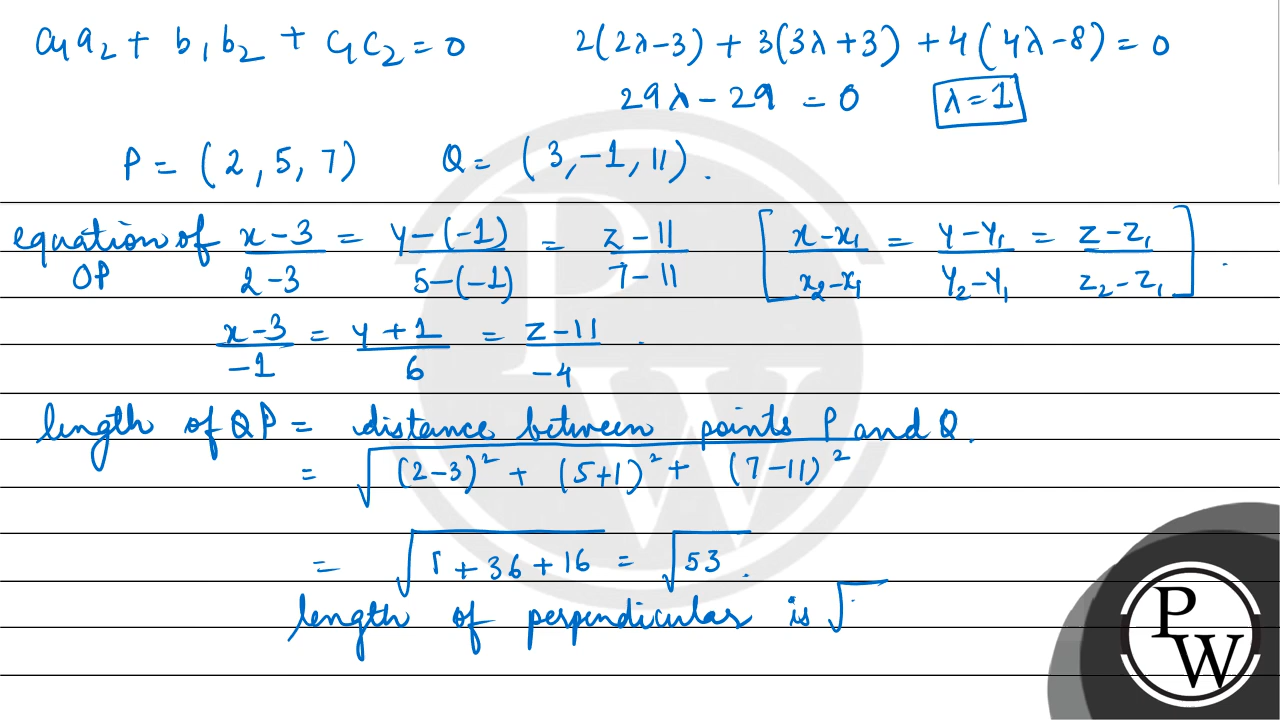 a₁a₂ + b₁b₂ + c₁c₂ = 0    2(2λ-3) + 3(3λ+3) + 4(4λ-8) = 0
29λ - 29 = 0    λ = 1
P = (2, 5, 7)    Q = (3, -1, 11).
equation of QP    (x-3)/(2-3) = (y-(-1))/(5-(-1)) = (z-11)/(7-11)    [(x-x₁)/(x₂-x₁) = (y-y₁)/(y₂-y₁) = (z-z₁)/(z₂-z₁)].
(x-3)/(-1) = (y+1)/6 = (z-11)/(-4).
length of QP = distance between points P and Q.
= √((2-3)² + (5+1)² + (7-11)²)
= √(1 + 36 + 16) = √53.
length of perpendicular is √
PW
PW